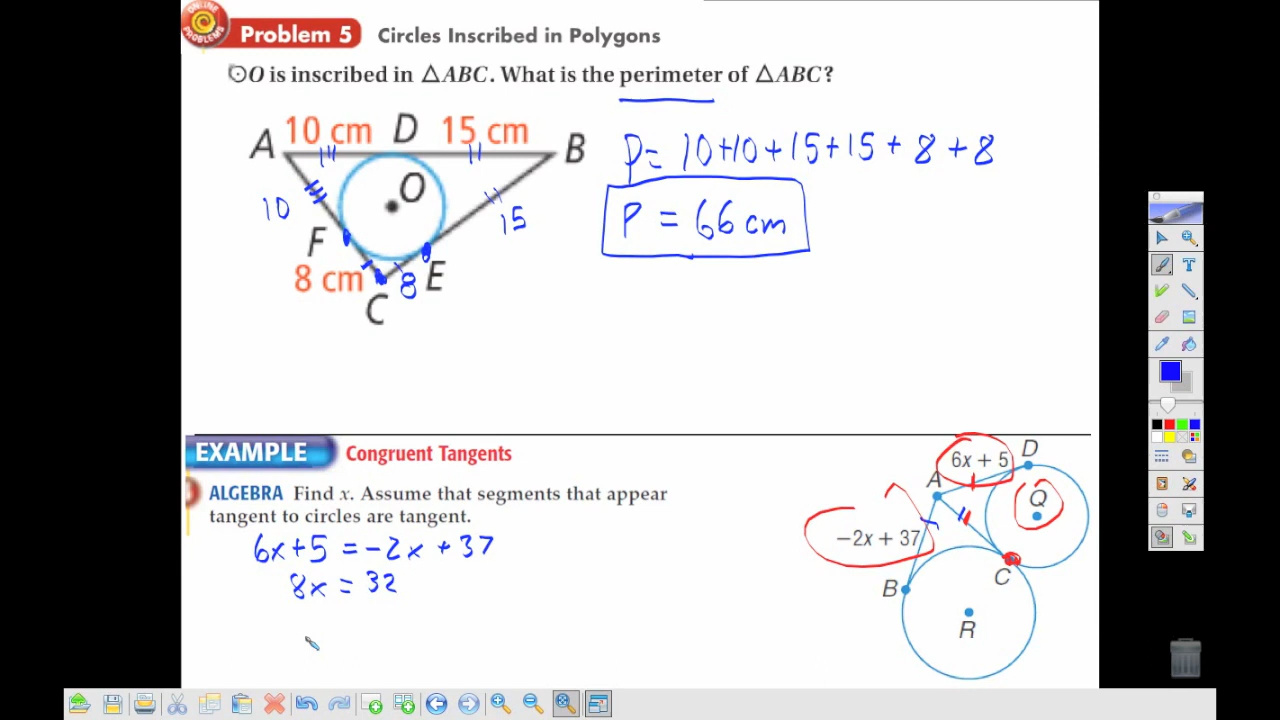 ON-LINE
PROBLEMS
Problem 5 Circles Inscribed in Polygons
⊙O is inscribed in △ABC. What is the perimeter of △ABC?
A 10 cm D 15 cm B
O
10
15
F
8 cm
8 E
C
P= 10+10+15+15+8+8
P = 66 cm
EXAMPLE Congruent Tangents
ALGEBRA Find x. Assume that segments that appear
tangent to circles are tangent.
6x+5 = -2x +37
8x = 32
6x + 5 D
A
Q
−2x + 37
C
B
R
T